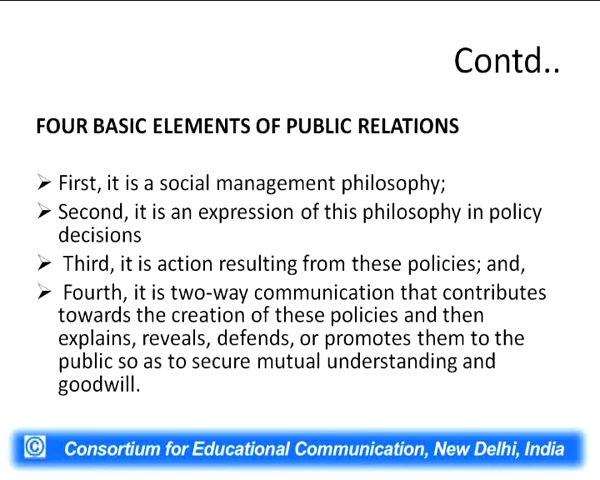 Contd..
FOUR BASIC ELEMENTS OF PUBLIC RELATIONS
➢ First, it is a social management philosophy;
➢ Second, it is an expression of this philosophy in policy
decisions
➢ Third, it is action resulting from these policies; and,
➢ Fourth, it is two-way communication that contributes
towards the creation of these policies and then
explains, reveals, defends, or promotes them to the
public so as to secure mutual understanding and
goodwill.
© Consortium for Educational Communication, New Delhi, India